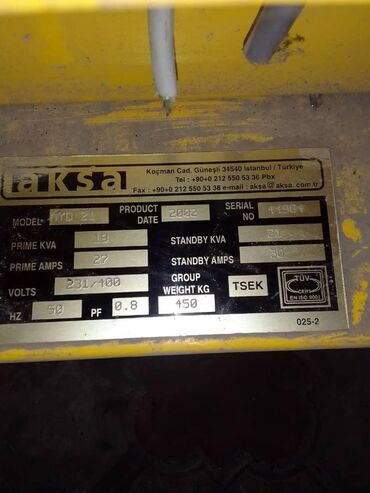 aksa
Koçman Cad. Güneşli 34540 İstanbul / Türkiye
Tel : +90+0 212 550 53 36 Pbx
Fax : +90+0 212 550 53 38 e-mail : aksa@aksa.com.tr
MODEL AYD 21 PRODUCT DATE 2002 SERIAL NO 44964
PRIME KVA 19 STANDBY KVA 21
PRIME AMPS 27 STANDBY AMPS 30
VOLTS 231/400 GROUP WEIGHT KG 450 TSEK
HZ 50 PF 0.8
TÜV
CERT
EN ISO 9001
025-2